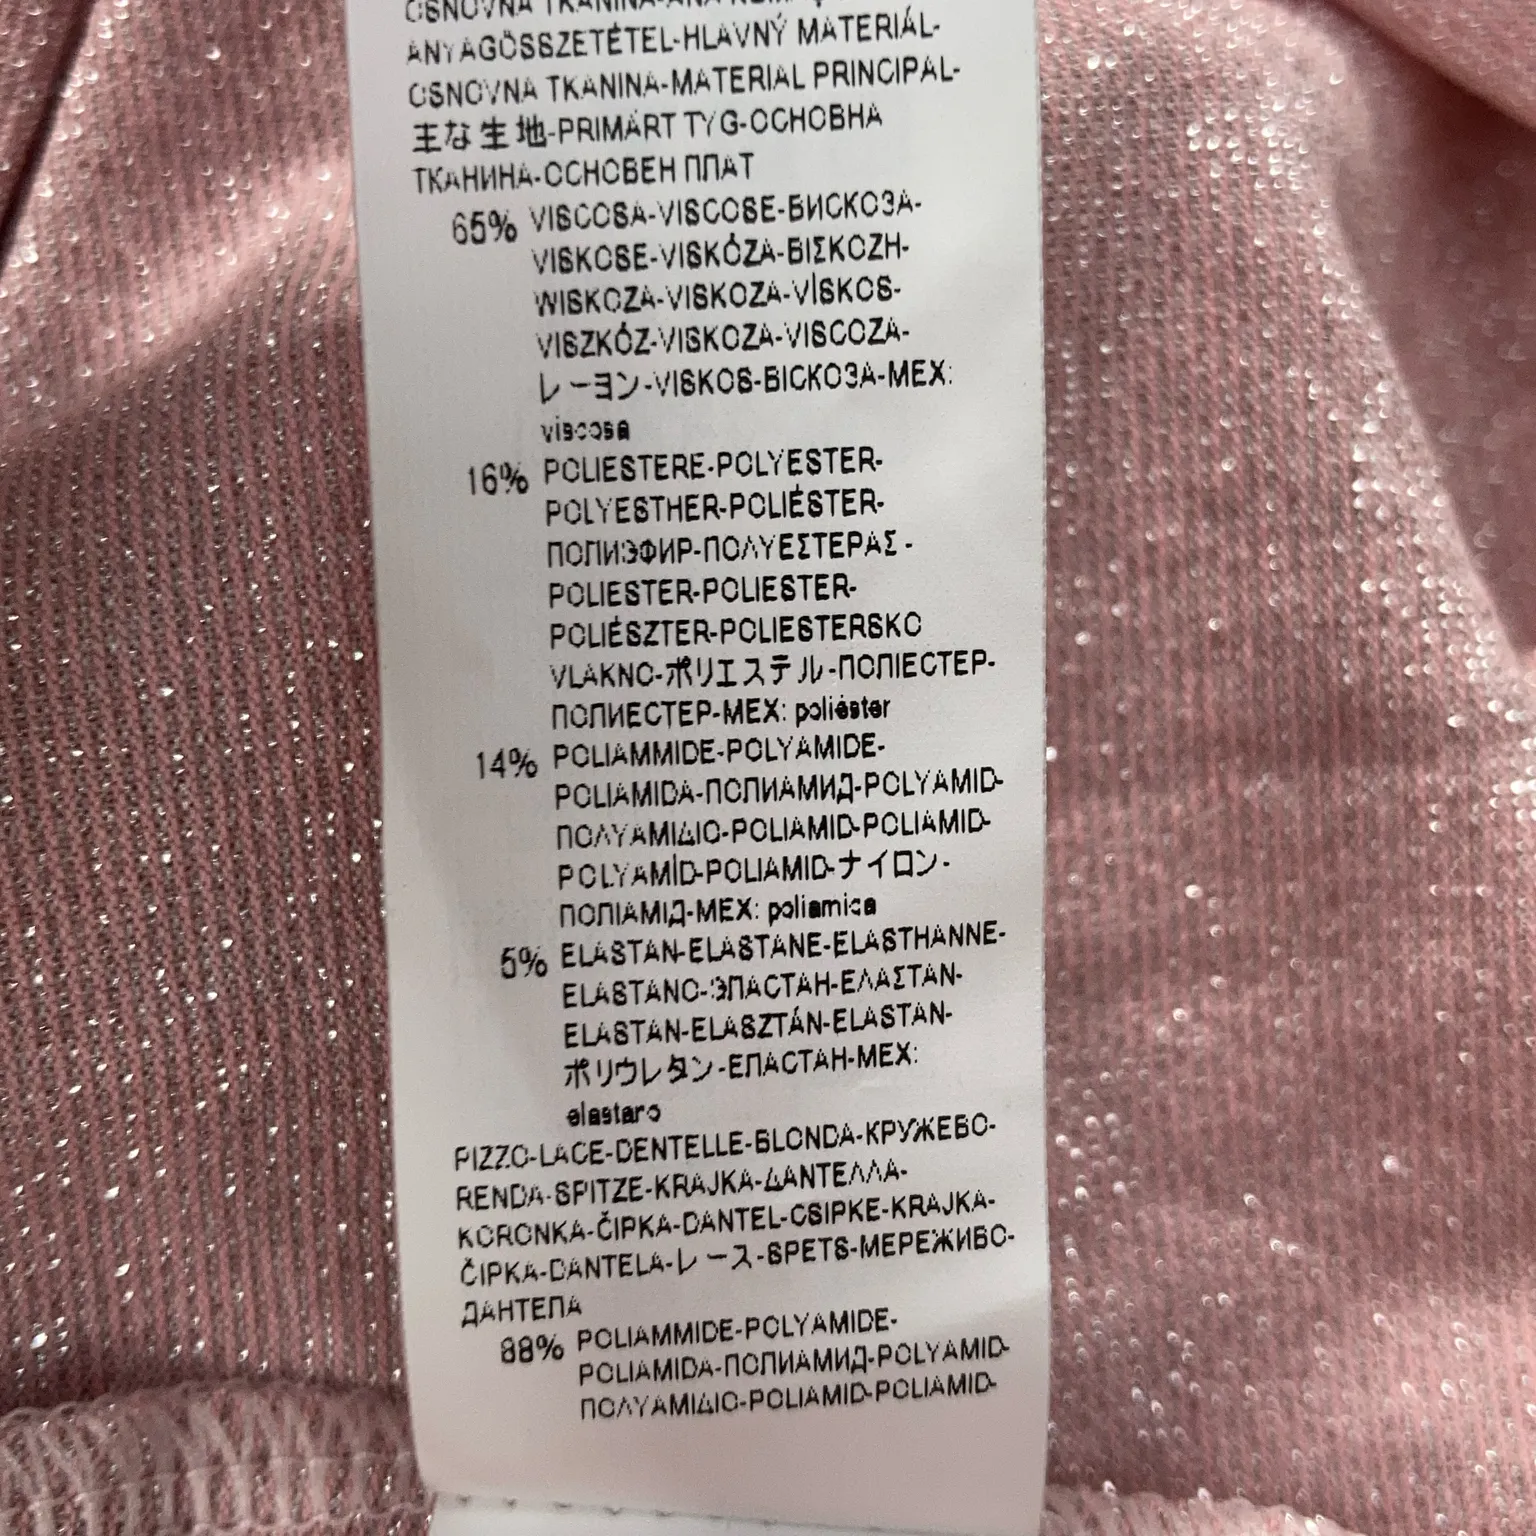 OSNOVNA TKANINA-ANA
ANYAGÖSSZETÉTEL-HLAVNÝ MATERIÁL-
OSNOVNA TKANINA-MATERIAL PRINCIPAL-
主な生地-PRIMÄRT TYG-ОСНОВНА
ТКАНИНА-ОСНОВЕН ПЛАТ
65% VISCOSA-VISCOSE-ВИСКОЗА-
VISKOSE-VISKÓZA-ΒΙΣΚΟΖΗ-
WISKOZA-VISKOZA-VİSKOS-
VISZKÓZ-VISKOZA-VISCOZA-
レーヨン-VISKOS-ВІСКОЗА-MEX:
viscosa
16% POLIESTERE-POLYESTER-
POLYESTHER-POLIÉSTER-
ПОЛИЭФИР-ΠΟΛΥΕΣΤΕΡΑΣ -
POLIESTER-POLIESTER-
POLIÉSZTER-POLIESTERSKO
VLAKNO-ポリエステル-ПОЛІЕСТЕР-
ПОЛИЕСТЕР-MEX: poliéster
14% POLIAMMIDE-POLYAMIDE-
POLIAMIDA-ПОЛИАМИД-POLYAMID-
ΠΟΛΥΑΜΙΔΙΟ-POLIAMID-POLIAMID-
POLYAMİD-POLIAMID-ナイロン-
ПОЛІАМІД-MEX: poliamica
5% ELASTAN-ELASTANE-ELASTHANNE-
ELASTANO-ЭЛАСТАН-ΕΛΑΣΤΑΝ-
ELASTAN-ELASZTÁN-ELASTAN-
ポリウレタン-ЕЛАСТАН-MEX:
elastaro
PIZZO-LACE-DENTELLE-BLONDA-КРУЖЕВО-
RENDA-SPITZE-KRAJKA-ΔΑΝΤΕΛΛΑ-
KORONKA-ČIPKA-DANTEL-CSIPKE-KRAJKA-
ČIPKA-DANTELA-レース-SPETS-МЕРЕЖИВО-
ДАНТЕЛА
88% POLIAMMIDE-POLYAMIDE-
POLIAMIDA-ПОЛИАМИД-POLYAMID-
ΠΟΛΥΑΜΙΔΙΟ-POLIAMID-POLIAMID-